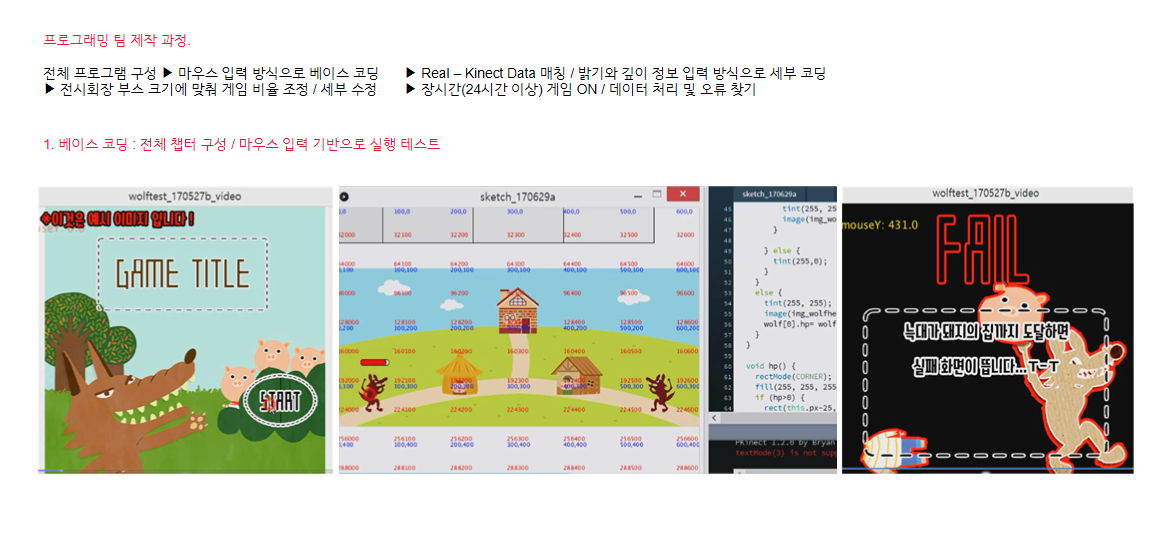 프로그래밍 팀 제작 과정.
전체 프로그램 구성 ▶ 마우스 입력 방식으로 베이스 코딩 ▶ Real – Kinect Data 매칭 / 밝기와 깊이 정보 입력 방식으로 세부 코딩
▶ 전시회장 부스 크기에 맞춰 게임 비율 조정 / 세부 수정 ▶ 장시간(24시간 이상) 게임 ON / 데이터 처리 및 오류 찾기
1. 베이스 코딩 : 전체 챕터 구성 / 마우스 입력 기반으로 실행 테스트
wolftest_170527b_video
※이것은 예시 이미지 입니다 !
GAME TITLE
START
sketch_170629a
100,0 200,0 300,0 400,0 500,0 600,0
32100 32200 32300 32400 32500 32600
64100 64200 64300 64400 64500 64600
100,100 200,100 300,100 400,100 500,100 600,100
96000 96100 96200 96300 96400 96500 96600
128100 128200 128300 128400 128500 128600
100,200 200,200 300,200 400,200 500,200 600,200
160100 160200 160300 160400 160500 160600
192000 192100 192200 192300 192400 192500 192600
100,300 200,300 300,300 400,300 500,300 600,300
224000 224100 224200 224300 224400 224500 224600
256000 256100 256200 256300 256400 256500 256600
100,400 200,400 300,400 400,400 500,400 600,400
288000 288100 288200 288300 288400 288500 288600
sketch_170629a
45 tint(255, 25
46 image(img_wo
47 }
48
49 } else {
50 tint(255,0);
51 }
52 }
53 else {
54 tint(255, 255);
55 image(img_wolfhe
56 wolf[0].hp= wolf
57 }
58 }
59
60 void hp() {
61 rectMode(CORNER);
62 fill(255, 255, 255
63 if (hp>0) {
64 rect(this.px-25,
PKinect 1.2.0 by Bryan
textMode(3) is not sup
wolftest_170527b_video
mouseY: 431.0
FAIL
늑대가 돼지의 집까지 도달하면
실패 화면이 뜹니다... T-T